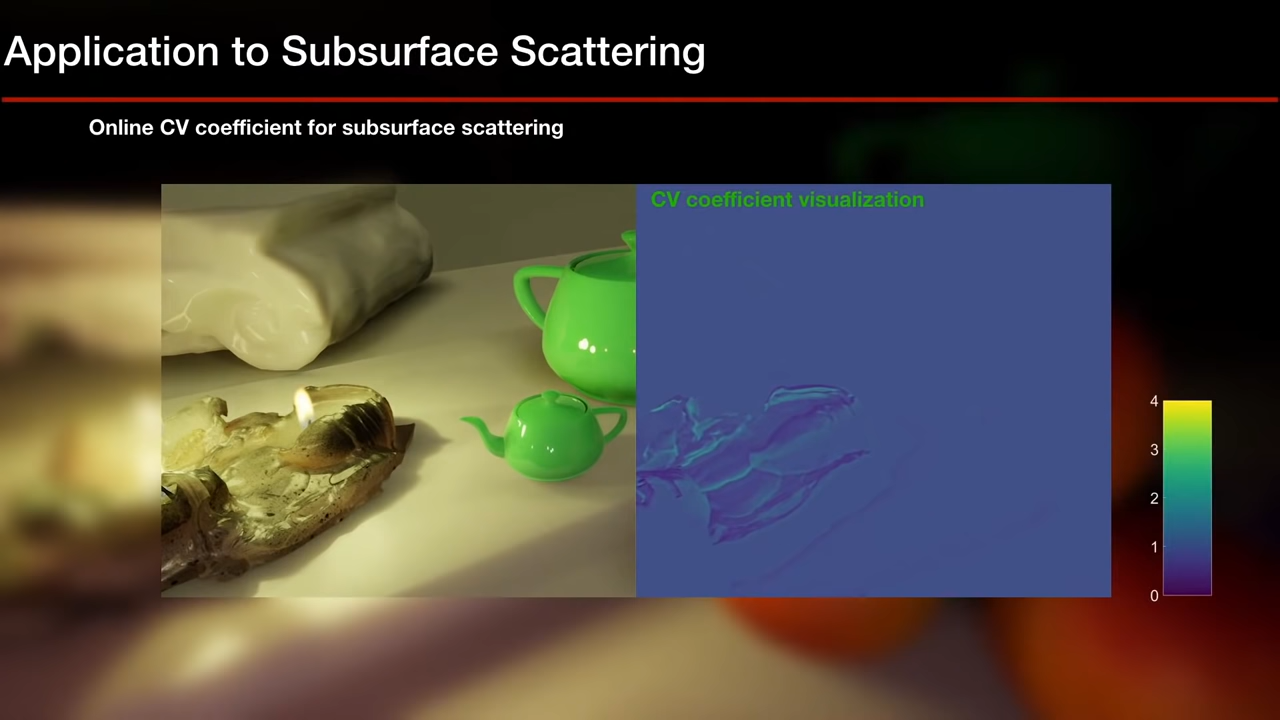 Application to Subsurface Scattering
Online CV coefficient for subsurface scattering
CV coefficient visualization
4
3
2
1
0